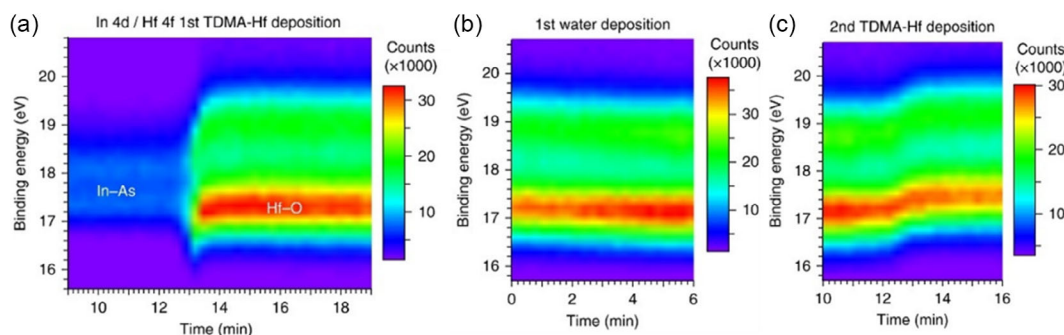 (a)
In 4d / Hf 4f 1st TDMA-Hf deposition
Counts
(×1000)
30
20
10
Binding energy (eV)
20
19
18
17
16
In–As
Hf–O
10 12 14 16 18
Time (min)
(b)
1st water deposition
Counts
(×1000)
30
20
10
Binding energy (eV)
20
19
18
17
16
0 2 4 6
Time (min)
(c)
2nd TDMA-Hf deposition
Counts
(×1000)
30
20
10
Binding energy (eV)
20
19
18
17
16
10 12 14 16
Time (min)